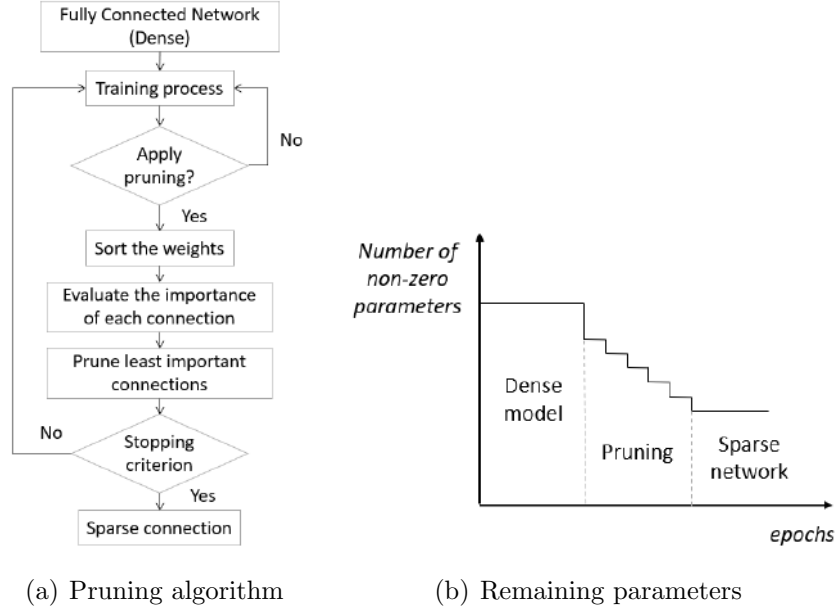 Fully Connected Network
(Dense)
Training process
No
Apply
pruning?
Yes
Sort the weights
Evaluate the importance
of each connection
Prune least important
connections
No
Stopping
criterion
Yes
Sparse connection
(a) Pruning algorithm
Number of
non-zero
parameters
Dense
model
Pruning
Sparse
network
epochs
(b) Remaining parameters